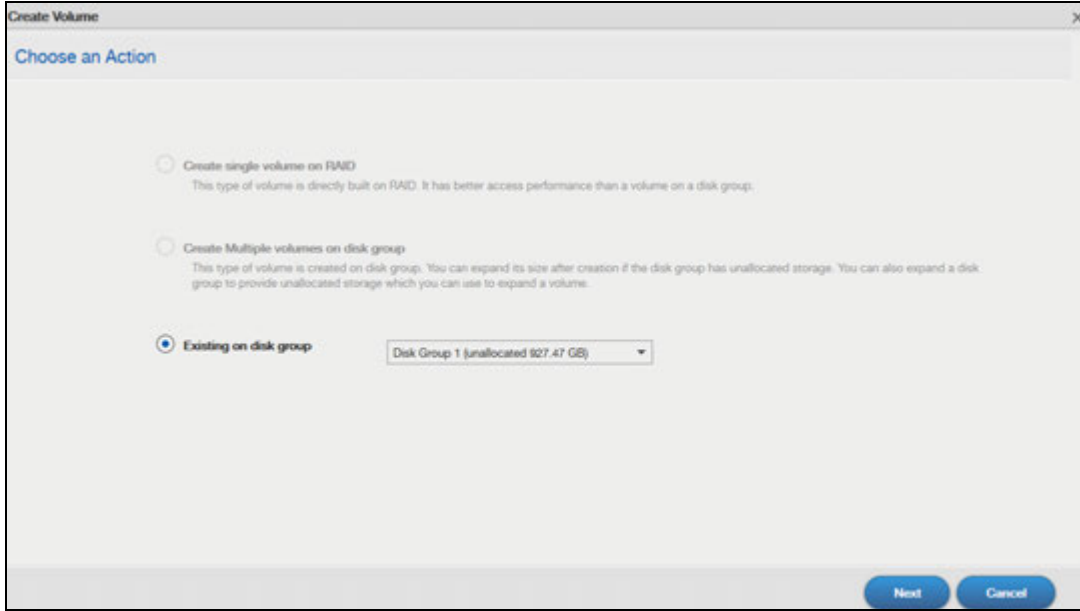 Create Volume
Choose an Action
Create single volume on RAID
This type of volume is directly built on RAID. It has better access performance than a volume on a disk group.
Create Multiple volumes on disk group
This type of volume is created on disk group. You can expand its size after creation if the disk group has unallocated storage. You can also expand a disk
group to provide unallocated storage which you can use to expand a volume.
Existing on disk group
Disk Group 1 (unallocated 927.47 GB)
Next
Cancel